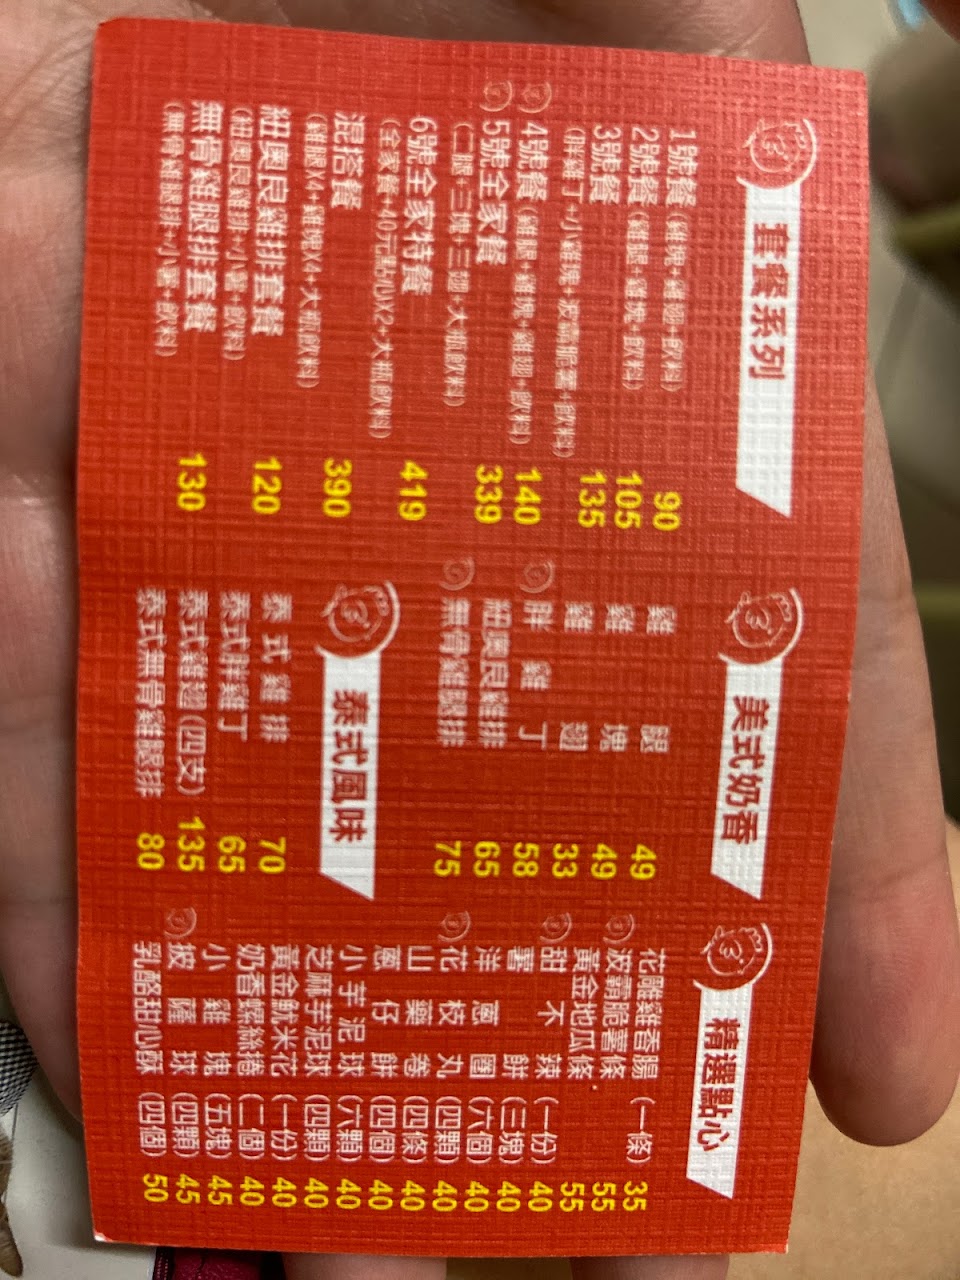 套餐系列
1號餐(雞塊+雞翅+飲料) 90
2號餐(雞腿+雞塊+飲料) 105
3號餐 135
(胖雞丁+小雞塊+波霸脆薯+飲料)
4號餐(雞腿+雞塊+雞翅+飲料) 140
5號全家餐 339
(二腿+三塊+三翅+大瓶飲料)
6號全家特餐 419
(全家餐+40元點心X2+大瓶飲料)
混搭餐 390
(雞腿X4+雞塊X4+大瓶飲料)
紐奧良雞排套餐 120
(紐奧良雞排+小薯+飲料)
無骨雞腿排套餐 130
(無骨雞腿排+小薯+飲料)
美式奶香
雞腿 49
雞塊 49
雞翅 33
胖雞丁 58
紐奧良雞排 65
無骨雞腿排 75
泰式風味
泰式雞排 70
泰式胖雞丁 65
泰式雞翅(四支) 135
泰式無骨雞腿排 80
精選點心
花雕雞香腸(一條) 35
波霸脆薯條 55
黃金地瓜條 55
甜不辣(一份) 40
薯餅(三塊) 40
洋蔥圈(六個) 40
花枝丸(四顆) 40
山藥卷(四條) 40
蔥仔餅(四個) 40
小芋泥球(六顆) 40
芝麻芋泥球(四顆) 40
黃金魷米花(一份) 40
奶香螺絲捲(二個) 40
小雞塊(五塊) 45
披薩球(四顆) 45
乳酪甜心酥(四個) 50